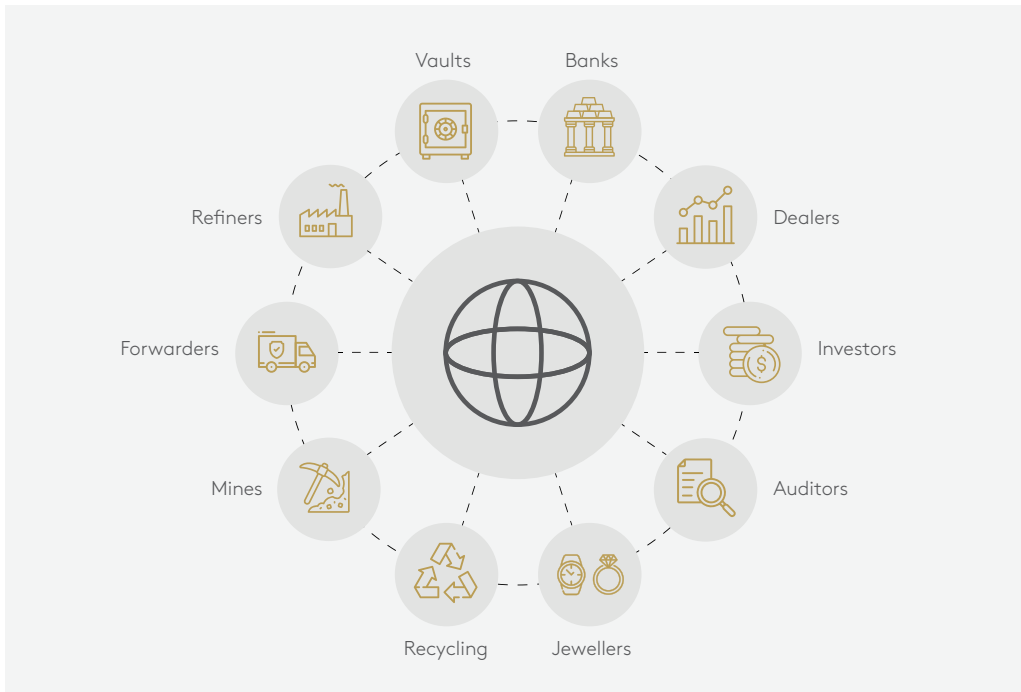 Vaults
Banks
Refiners
Dealers
Forwarders
Investors
$
Mines
Auditors
Recycling
Jewellers